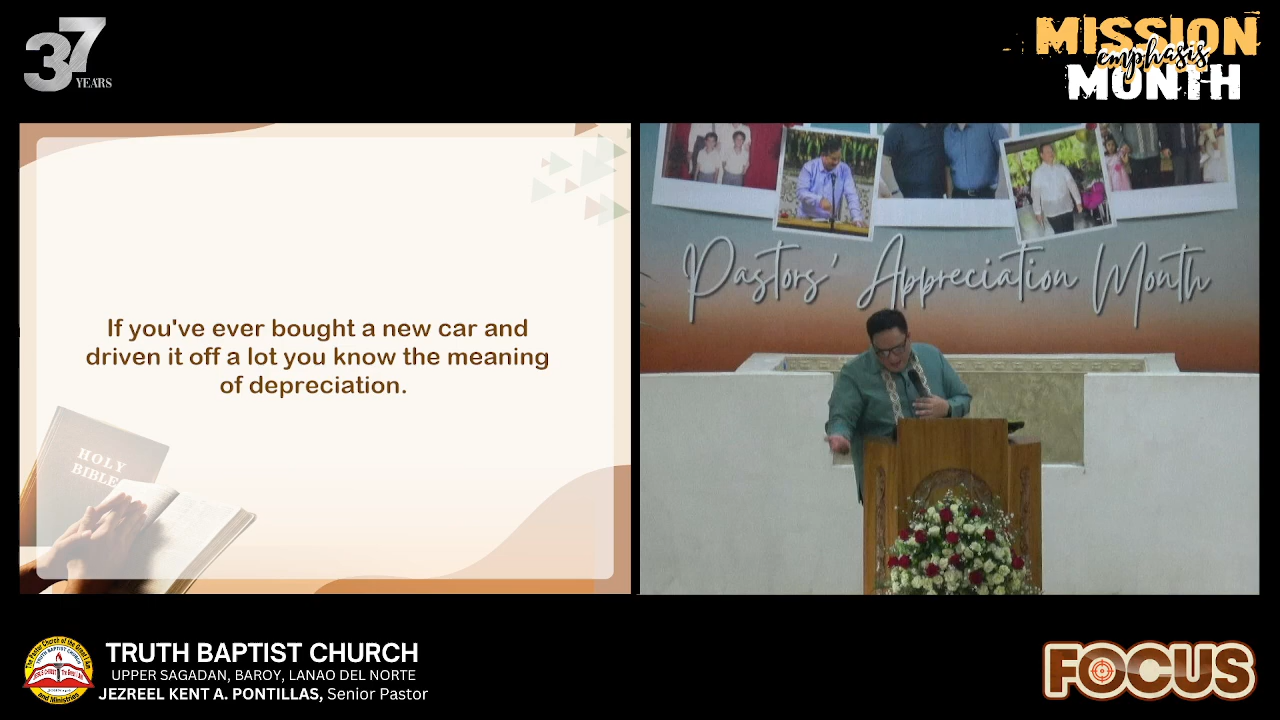 37
YEARS
MISSION
emphasis
MONTH
If you've ever bought a new car and
driven it off a lot you know the meaning
of depreciation.
HOLY
BIBLE
Pastors' Appreciation Month
TRUTH BAPTIST CHURCH
UPPER SAGADAN, BAROY, LANAO DEL NORTE
JEZREEL KENT A. PONTILLAS, Senior Pastor
FOCUS